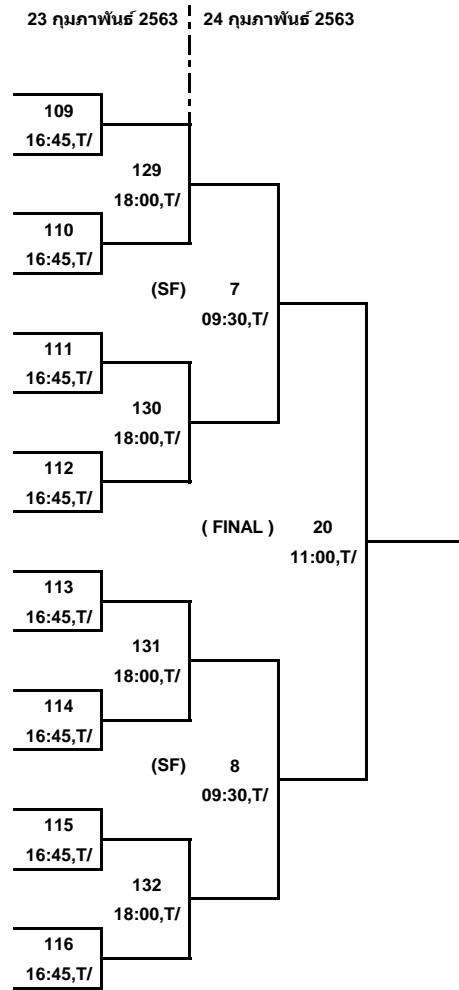 23 กุมภาพันธ์ 2563
24 กุมภาพันธ์ 2563
109
16:45,T/
129
18:00,T/
110
16:45,T/
(SF) 7
09:30,T/
111
16:45,T/
130
18:00,T/
112
16:45,T/
( FINAL ) 20
11:00,T/
113
16:45,T/
131
18:00,T/
114
16:45,T/
(SF) 8
09:30,T/
115
16:45,T/
132
18:00,T/
116
16:45,T/